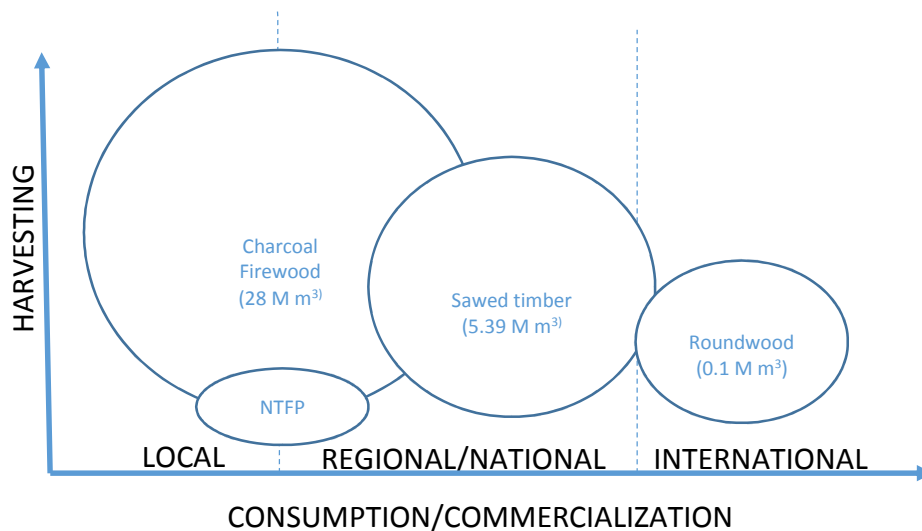 HARVESTING
Charcoal
Firewood
(28 M m³⁾
Sawed timber
(5.39 M m³⁾
Roundwood
(0.1 M m³)
NTFP
LOCAL
REGIONAL/NATIONAL
INTERNATIONAL
CONSUMPTION/COMMERCIALIZATION